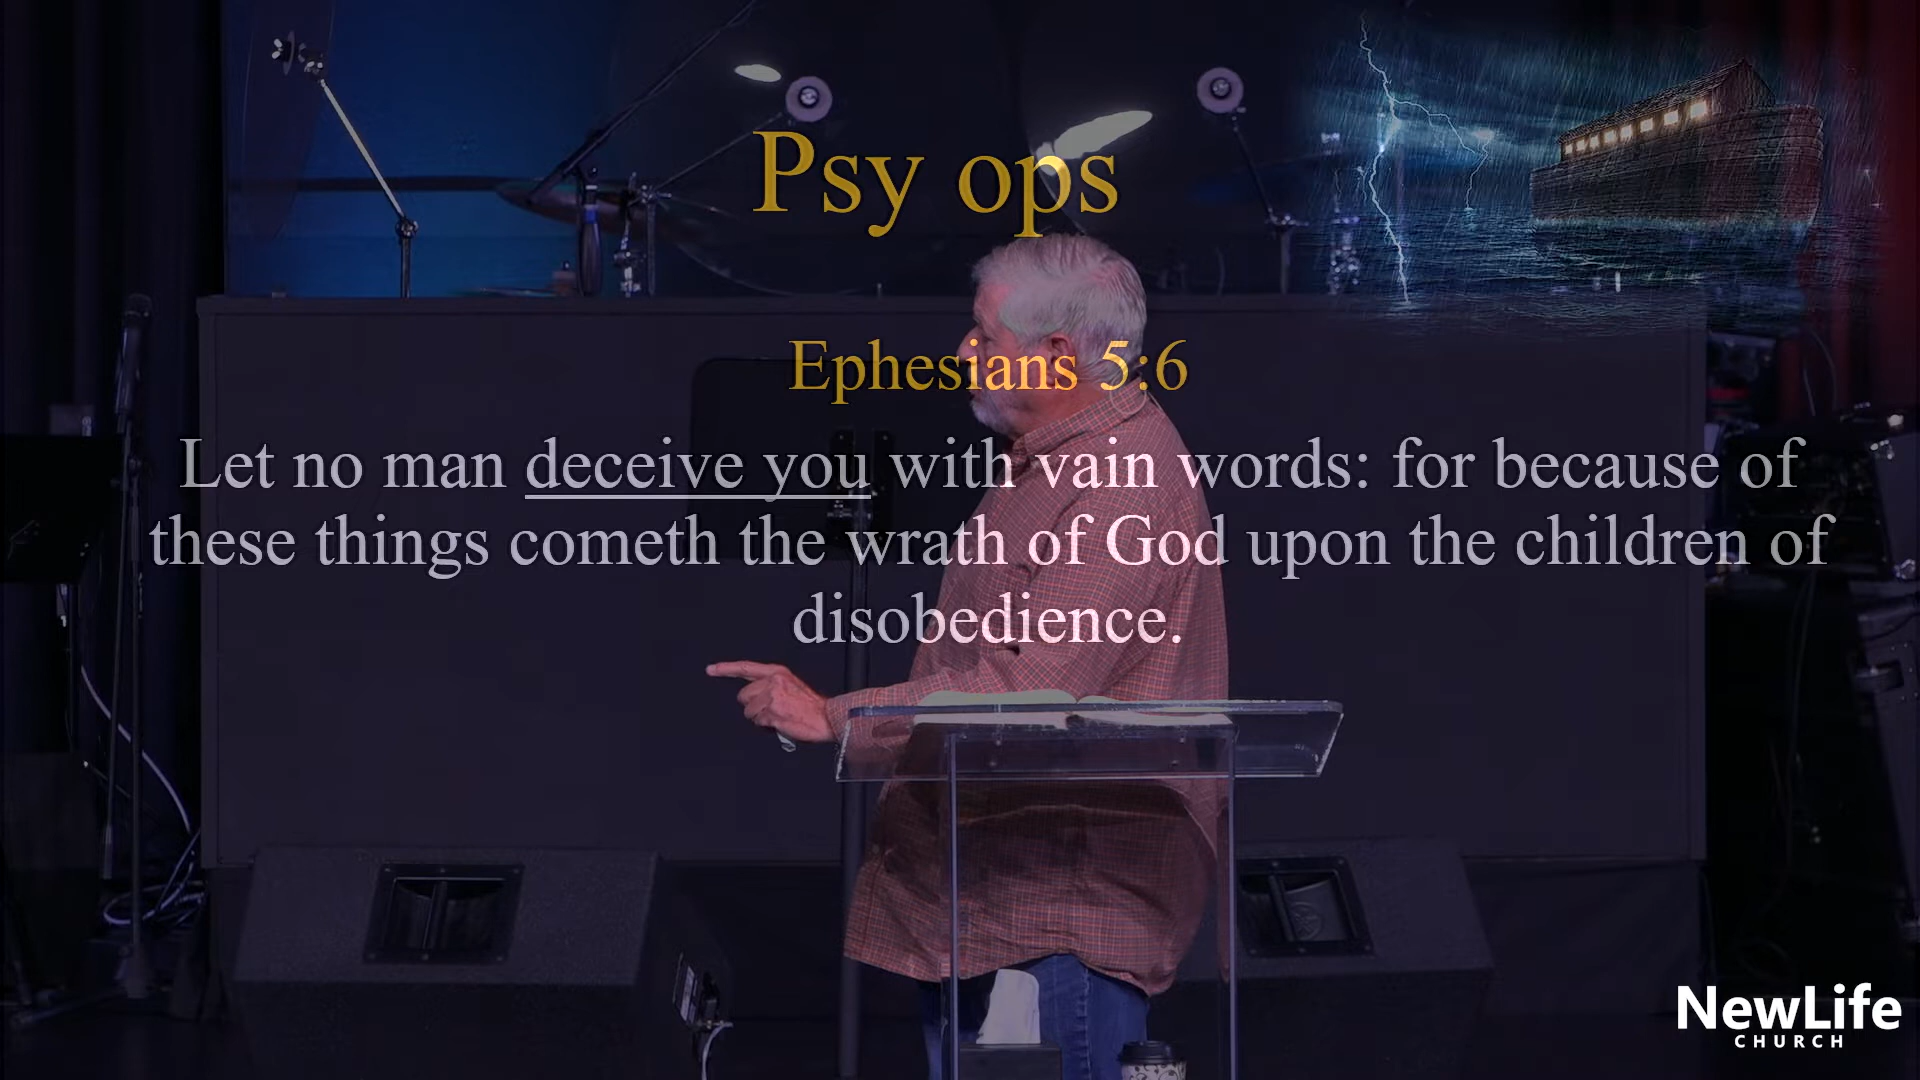 Psy ops
Ephesians 5:6
Let no man deceive you with vain words: for because of
these things cometh the wrath of God upon the children of
disobedience.
NewLife
CHURCH